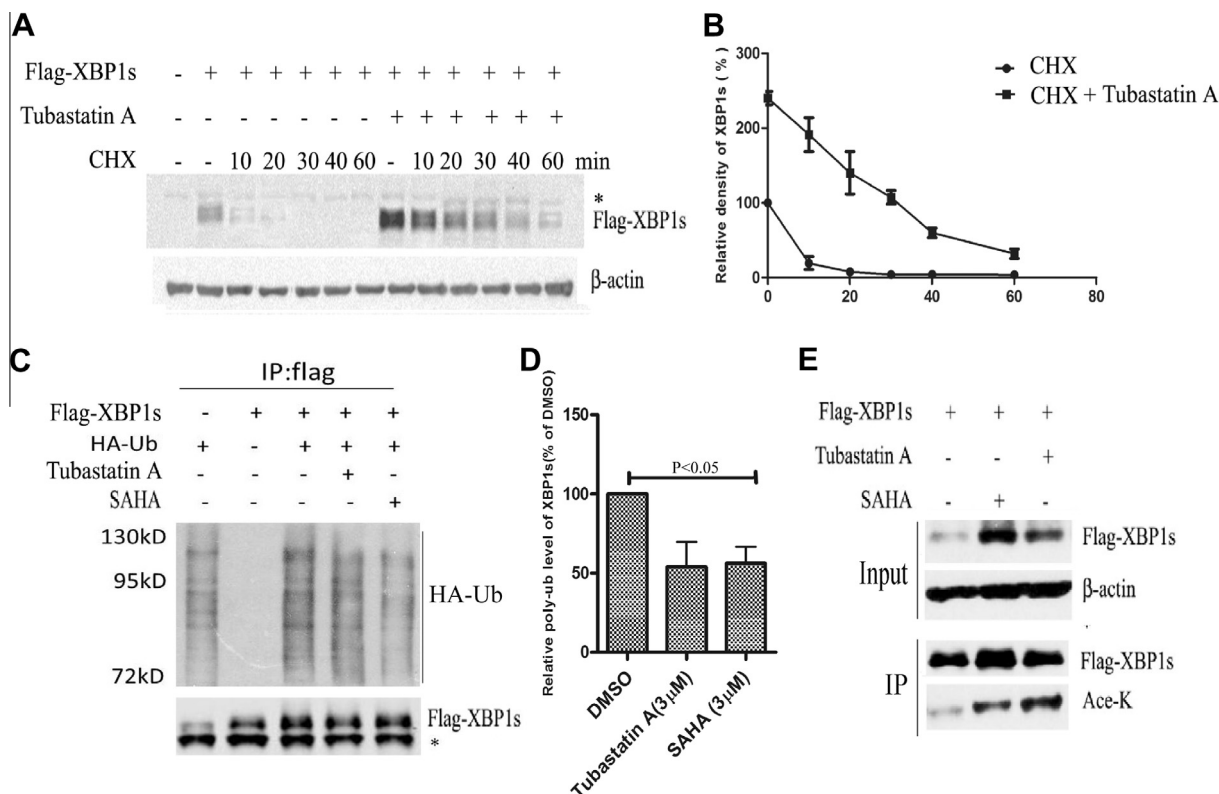 A
Flag-XBP1s - + + + + + + + + + + + +
Tubastatin A - - - - - - - + + + + + +
CHX - - 10 20 30 40 60 - 10 20 30 40 60 min
*
Flag-XBP1s
β-actin
B
Relative density of XBP1s ( % )
300
200
100
0
0 20 40 60 80
CHX
CHX + Tubastatin A
C
IP:flag
Flag-XBP1s - + + + +
HA-Ub + - + + +
Tubastatin A - - - + -
SAHA - - - - +
130kD
95kD
72kD
HA-Ub
Flag-XBP1s
*
D
Relative poly-ub level of XBP1s(% of DMSO)
150
100
50
0
P<0.05
DMSO
Tubastatin A(3μM)
SAHA (3μM)
E
Flag-XBP1s + + +
Tubastatin A - - +
SAHA - + -
Input
Flag-XBP1s
β-actin
IP
Flag-XBP1s
Ace-K